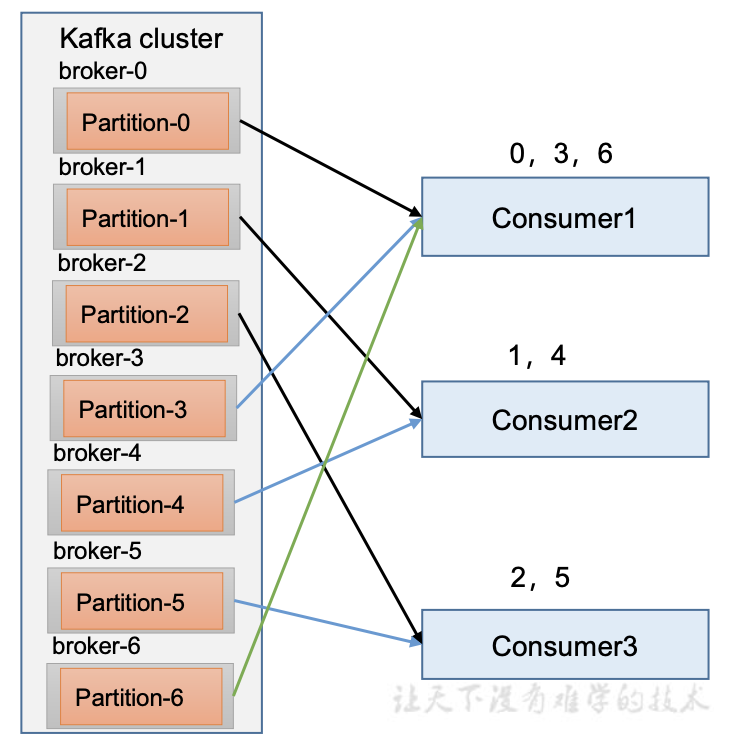 Kafka cluster
broker-0
Partition-0
broker-1
Partition-1
broker-2
Partition-2
broker-3
Partition-3
broker-4
Partition-4
broker-5
Partition-5
broker-6
Partition-6
0，3，6
Consumer1
1，4
Consumer2
2，5
Consumer3
让天下没有难学的技术